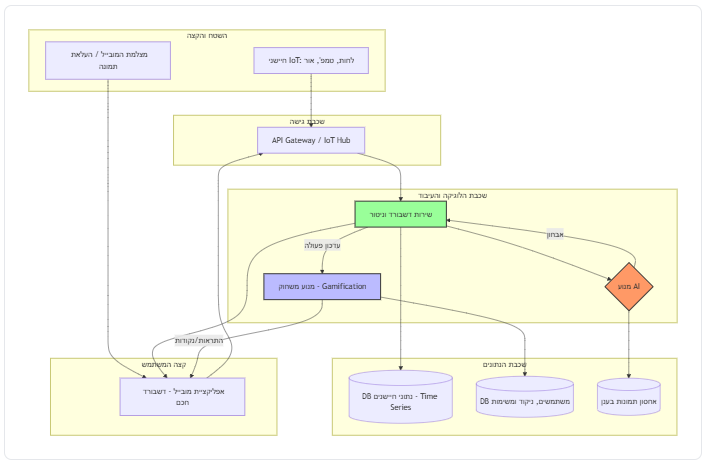 השטח והקצה
מצלמת המובייל / העלאת
תמונה
חיישני IoT: לחות, טמפ', אור
שכבת גישה
API Gateway / IoT Hub
שכבת הלוגיקה והעיבוד
שירות דשבורד וניטור
אבחון
עדכון פעולה
מנוע משחוק - Gamification
מנוע AI
התראות/נקודות
קצה המשתמש
אפליקציית מובייל - דשבורד
חכם
שכבת הנתונים
DB נתוני חיישנים - Time
Series
DB משתמשים, ניקוד ומשימות
אחסון תמונות בענן